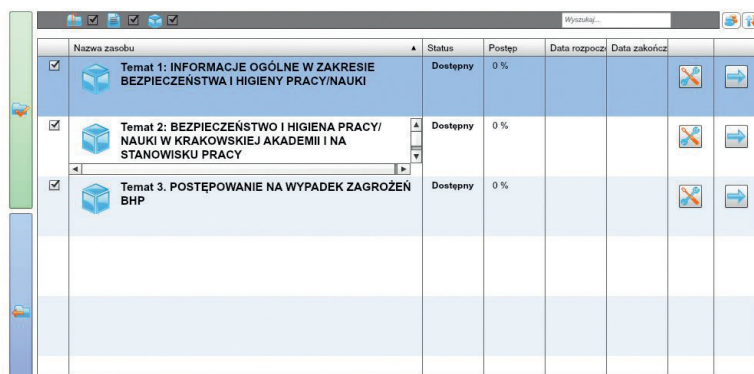 Wyszukaj...
Nazwa zasobu Status Postęp Data rozpocz Data zakończ
Temat 1: INFORMACJE OGÓLNE W ZAKRESIE Dostępny 0 %
BEZPIECZEŃSTWA I HIGIENY PRACY/NAUKI
Temat 2: BEZPIECZEŃSTWO I HIGIENA PRACY/ Dostępny 0 %
NAUKI W KRAKOWSKIEJ AKADEMII I NA
STANOWISKU PRACY
Temat 3. POSTĘPOWANIE NA WYPADEK ZAGROŻEŃ Dostępny 0 %
BHP